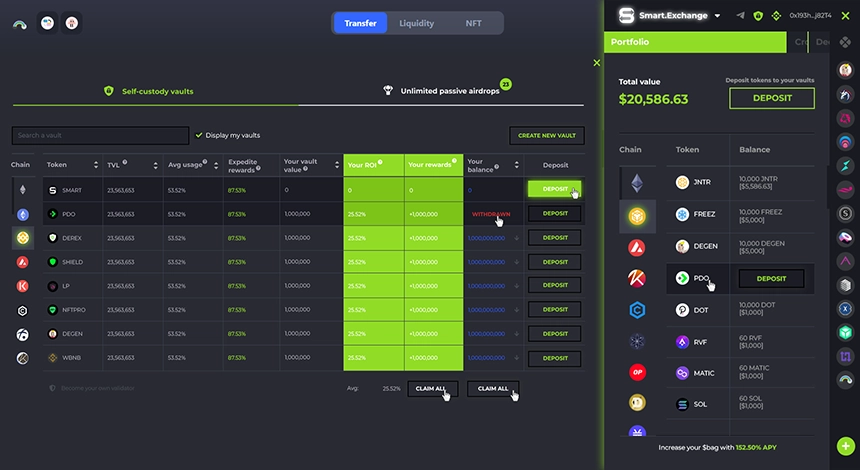 Transfer
Liquidity
NFT
Self-custody vaults
Unlimited passive airdrops
23
Search a vault
Display my vaults
CREATE NEW VAULT
Chain
Token
TVL
Avg usage
Expedite rewards
Your vault value
Your ROI
Your rewards
Your balance
Deposit
SMART 23,563,653 53.52% 87.53% 0 0 0 0 DEPOSIT
PDO 23,563,653 53.52% 87.53% 1,000,000 25.52% +1,000,000 WITHDRAWN DEPOSIT
DEREX 23,563,653 53.52% 87.53% 1,000,000 25.52% +1,000,000 1,000,000,000 DEPOSIT
SHIELD 23,563,653 53.52% 87.53% 1,000,000 25.52% +1,000,000 1,000,000,000 DEPOSIT
LP 23,563,653 53.52% 87.53% 1,000,000 25.52% +1,000,000 1,000,000,000 DEPOSIT
NFTPRO 23,563,653 53.52% 87.53% 1,000,000 25.52% +1,000,000 1,000,000,000 DEPOSIT
DEGEN 23,563,653 53.52% 87.53% 1,000,000 25.52% +1,000,000 1,000,000,000 DEPOSIT
WBNB 23,563,653 53.52% 87.53% 1,000,000 25.52% +1,000,000 1,000,000,000 DEPOSIT
Become your own validator
Avg: 25.52% CLAIM ALL CLAIM ALL
Smart.Exchange
0x193h...j82T4
Portfolio
Cr
De
Total value
$20,586.63
Deposit tokens to your vaults
DEPOSIT
Chain Token Balance
JNTR 10,000 JNTR
[$5,586.63]
FREEZ 10,000 FREEZ
[$5,000]
DEGEN 10,000 DEGEN
[$5,000]
PDO DEPOSIT
DOT 10,000 DOT
[$1,000]
RVF 60 RVF
[$1,000]
MATIC 60 MATIC
[$1,000]
SOL 60 SOL
[$1,000]
OP
Increase your $bag with 152.50% APY